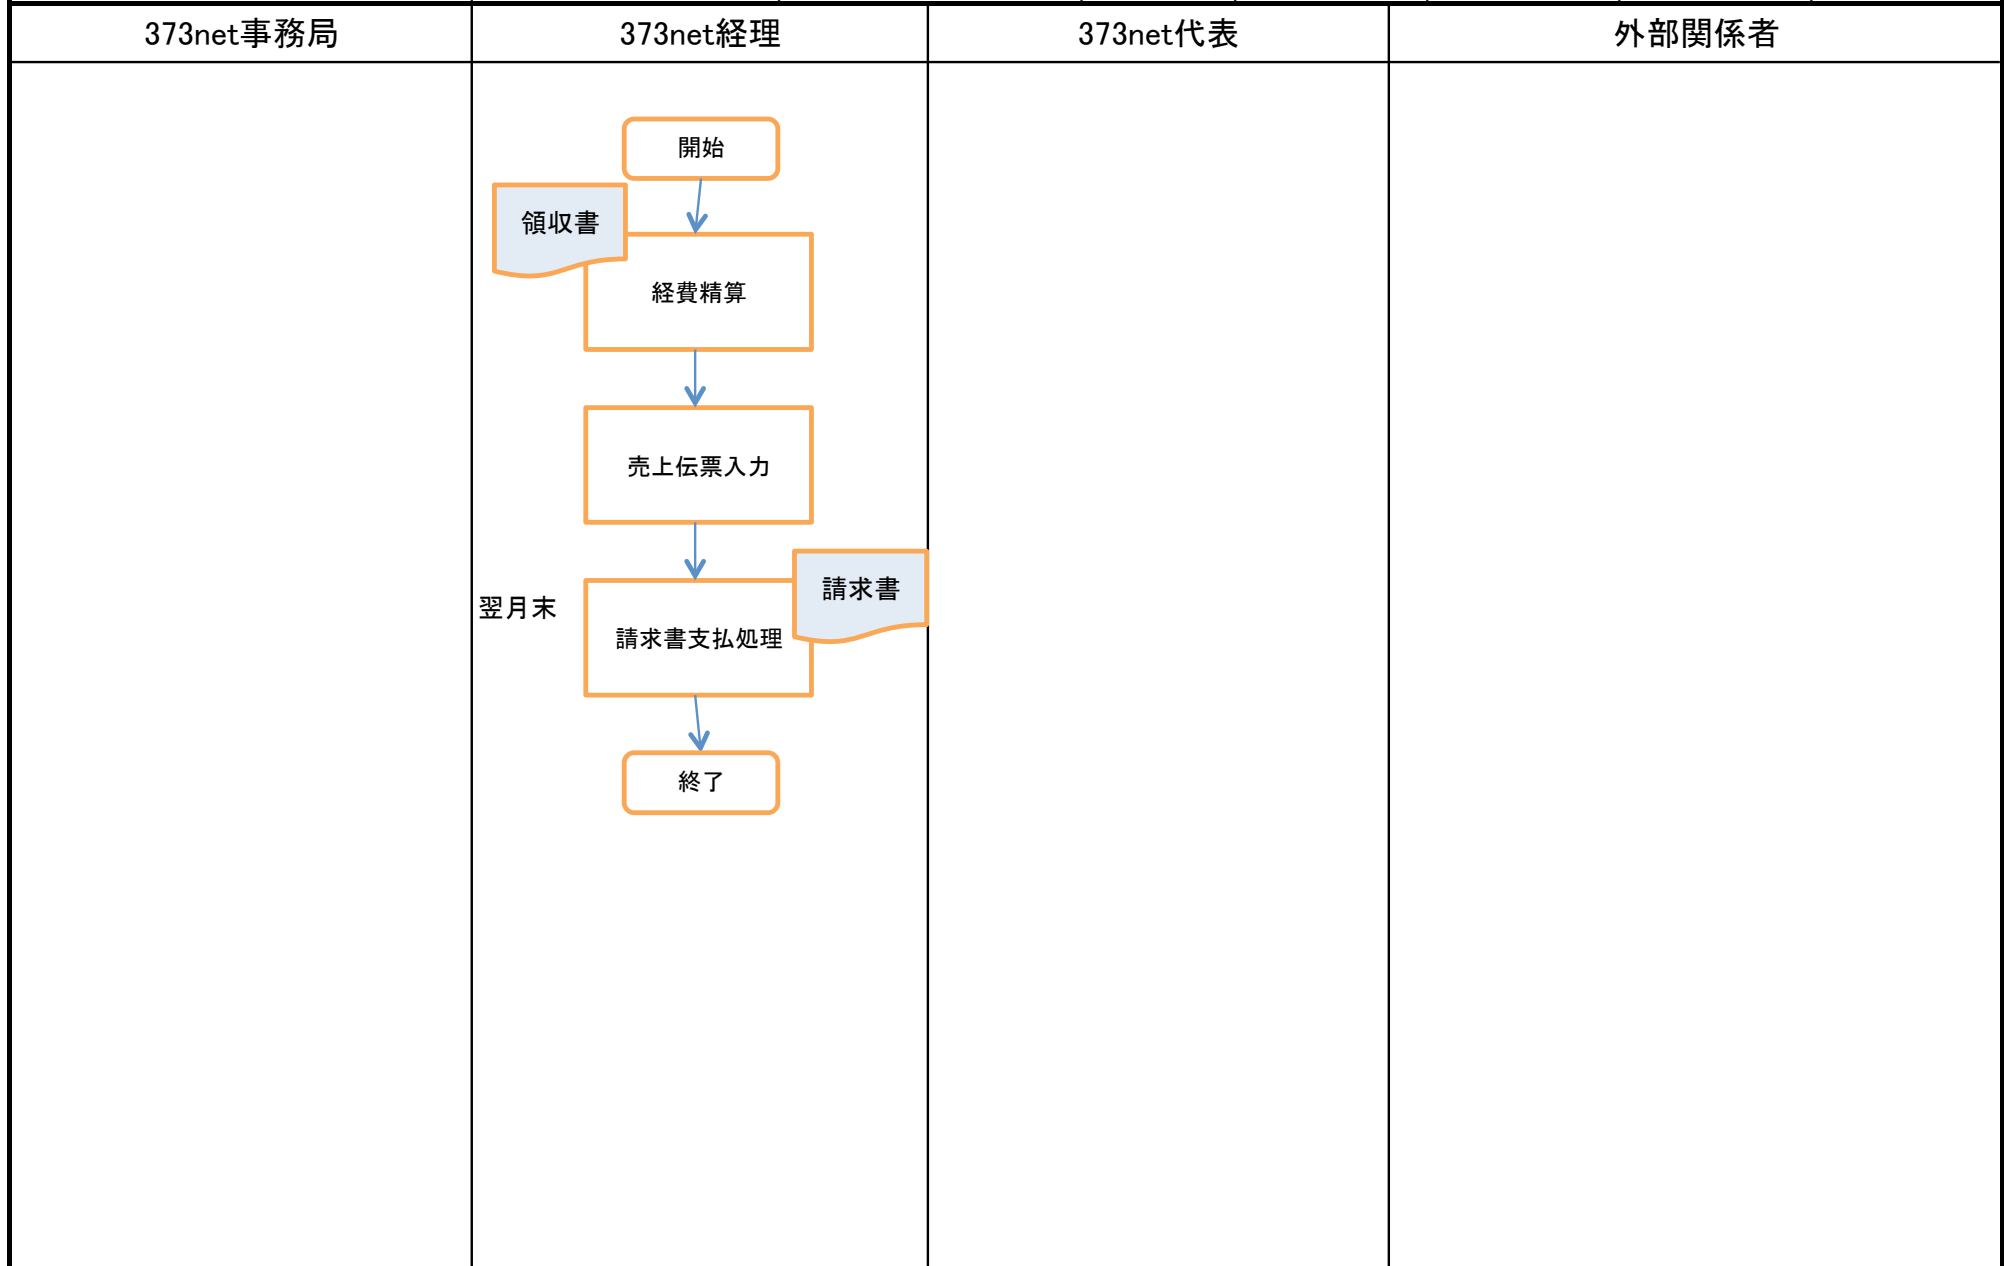 373net事務局
373net経理
373net代表
外部関係者
開始
領収書
経費精算
売上伝票入力
請求書
翌月末
請求書支払処理
終了